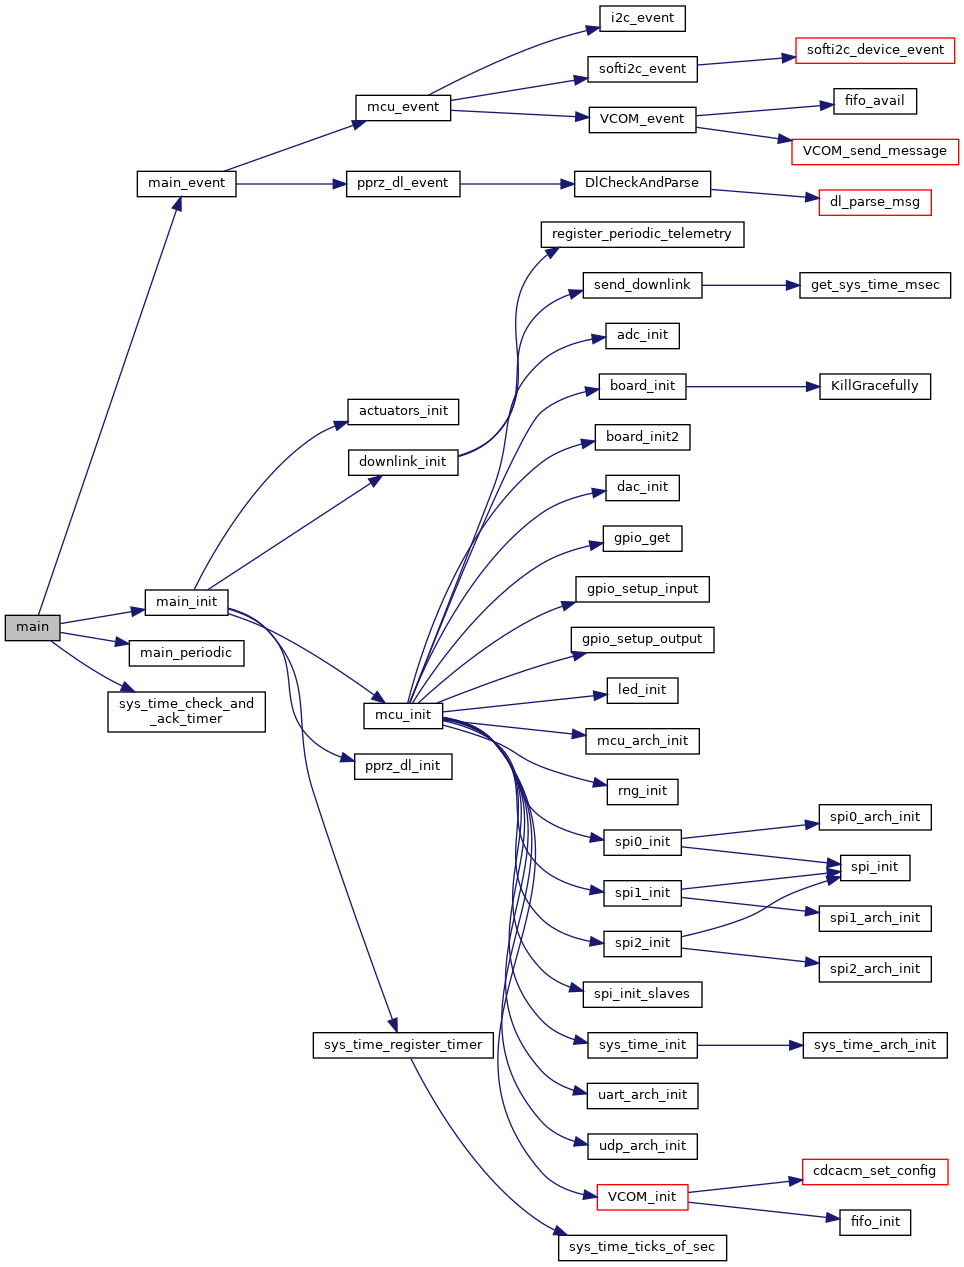 i2c_event
softi2c_device_event
softi2c_event
fifo_avail
mcu_event
VCOM_event
VCOM_send_message
main_event
pprz_dl_event
DlCheckAndParse
dl_parse_msg
register_periodic_telemetry
send_downlink
get_sys_time_msec
adc_init
board_init
KillGracefully
actuators_init
board_init2
downlink_init
dac_init
gpio_get
gpio_setup_input
main_init
main
gpio_setup_output
main_periodic
led_init
sys_time_check_and
_ack_timer
mcu_init
mcu_arch_init
pprz_dl_init
rng_init
spi0_arch_init
spi0_init
spi_init
spi1_init
spi1_arch_init
spi2_init
spi2_arch_init
spi_init_slaves
sys_time_register_timer
sys_time_init
sys_time_arch_init
uart_arch_init
udp_arch_init
cdcacm_set_config
VCOM_init
fifo_init
sys_time_ticks_of_sec